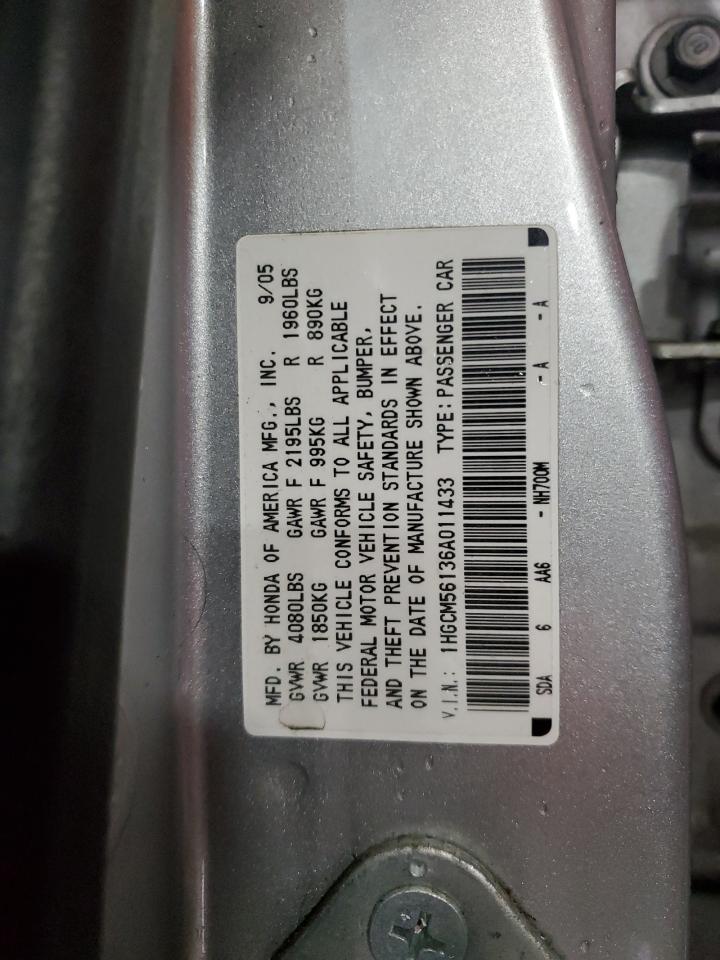 MFD. BY HONDA OF AMERICA MFG., INC. 9/05
GVWR 4080LBS GAWR F 2195LBS R 1960LBS
GVWR 1850KG GAWR F 995KG R 890KG
THIS VEHICLE CONFORMS TO ALL APPLICABLE
FEDERAL MOTOR VEHICLE SAFETY, BUMPER,
AND THEFT PREVENTION STANDARDS IN EFFECT
ON THE DATE OF MANUFACTURE SHOWN ABOVE.
V.I.N.: 1HGCM56136A011433 TYPE: PASSENGER CAR
SDA 6 AA6 - NH700M - A - A